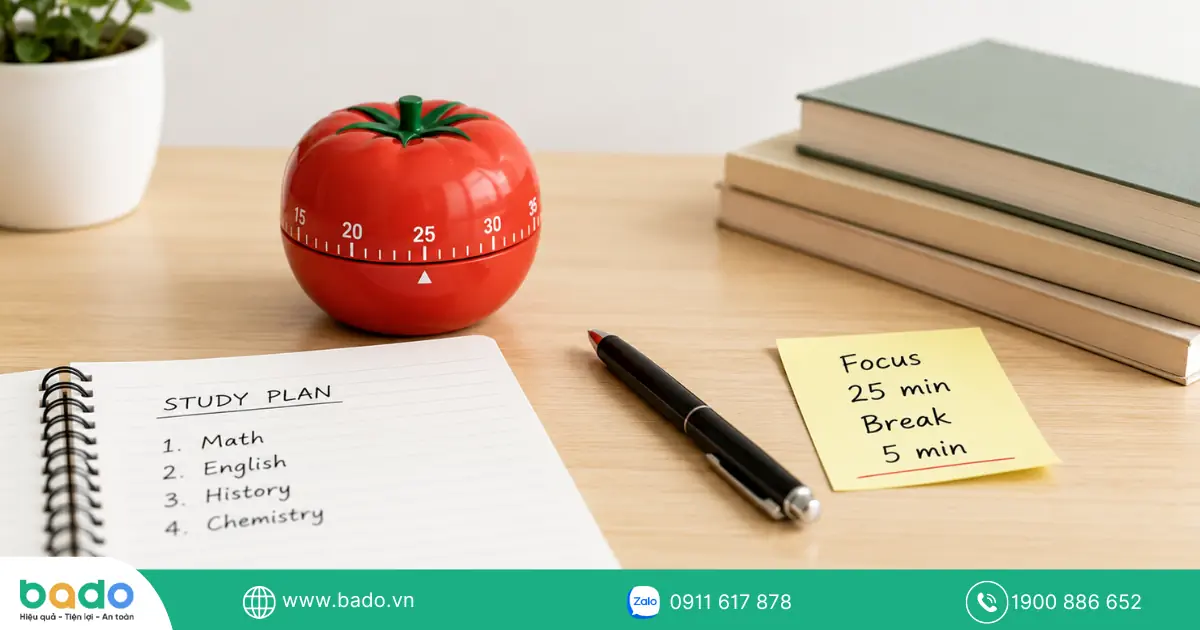 15 20 25 30 35
STUDY PLAN
1. Math
2. English
3. History
4. Chemistry
Focus
25 min
Break
5 min
bado
Hiệu quả - Tiện lợi - An toàn
www.bado.vn
Zalo
0911 617 878
1900 886 652